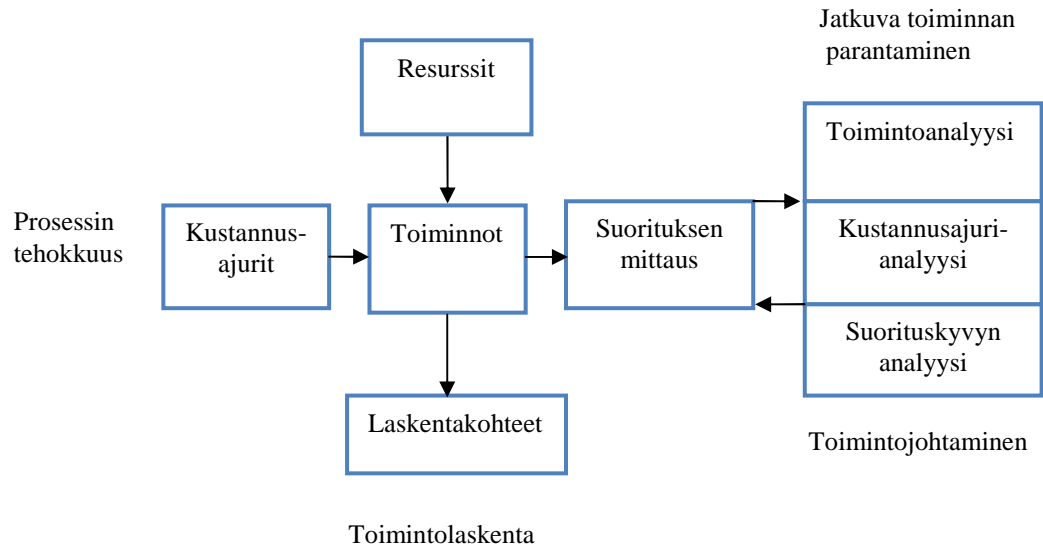 Jatkuva toiminnan
parantaminen
Resurssit
Toimintoanalyysi
Prosessin
tehokkuus
Kustannus-
ajurit
Toiminnot
Suorituksen
mittaus
Kustannusajuri-
analyysi
Suorituskyvyn
analyysi
Laskentakohteet
Toimintojohtaminen
Toimintolaskenta